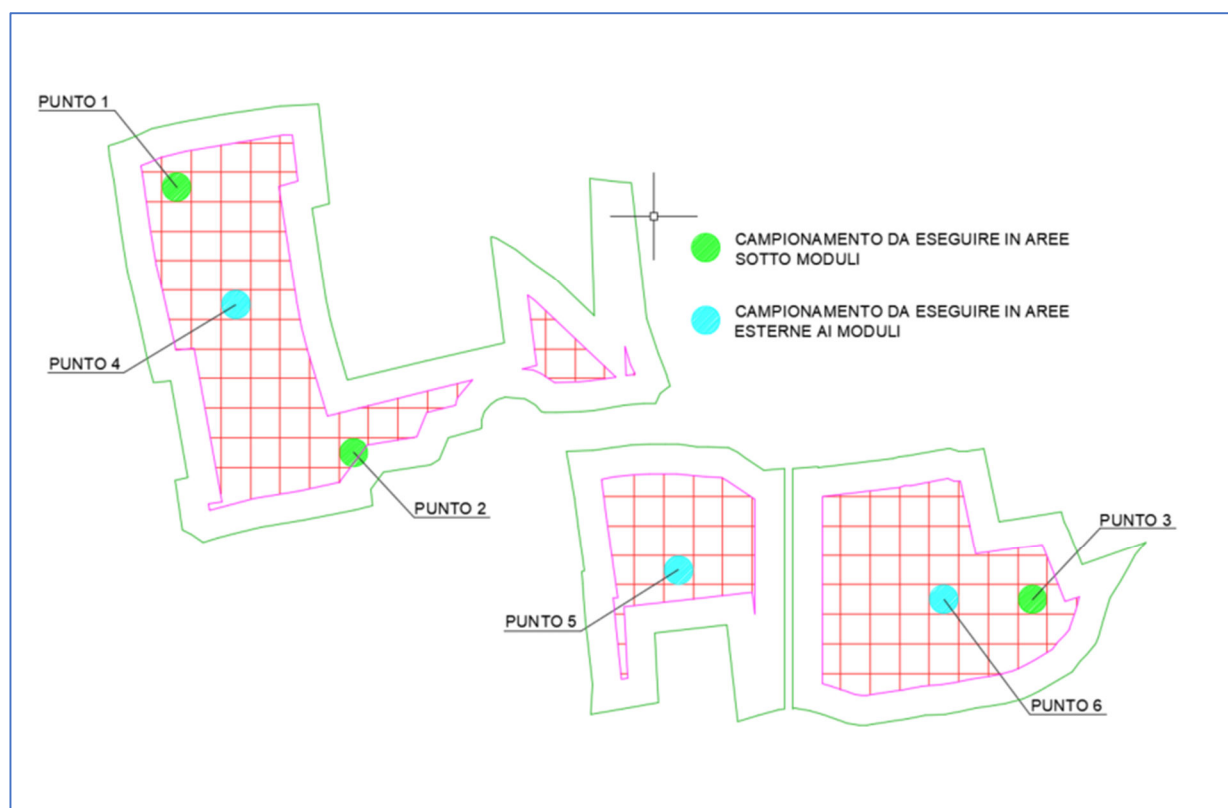 PUNTO 1
CAMPIONAMENTO DA ESEGUIRE IN AREE
SOTTO MODULI
CAMPIONAMENTO DA ESEGUIRE IN AREE
ESTERNE AI MODULI
PUNTO 4
PUNTO 2
PUNTO 3
PUNTO 5
PUNTO 6